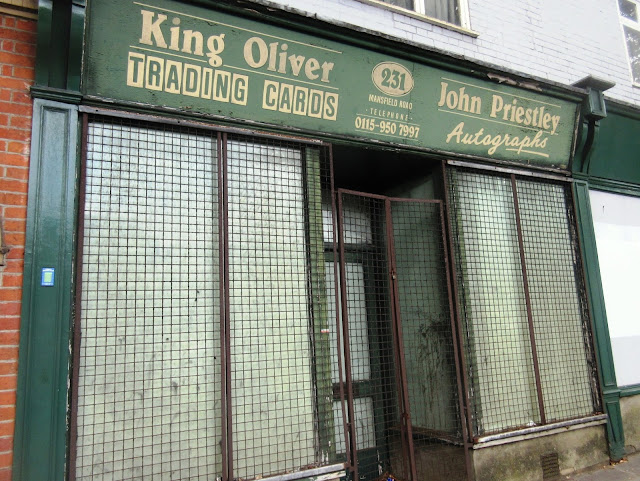 King Oliver
TRADING CARDS
231
MANSFIELD ROAD
TELEPHONE
0115-950 7997
John Priestley
Autographs